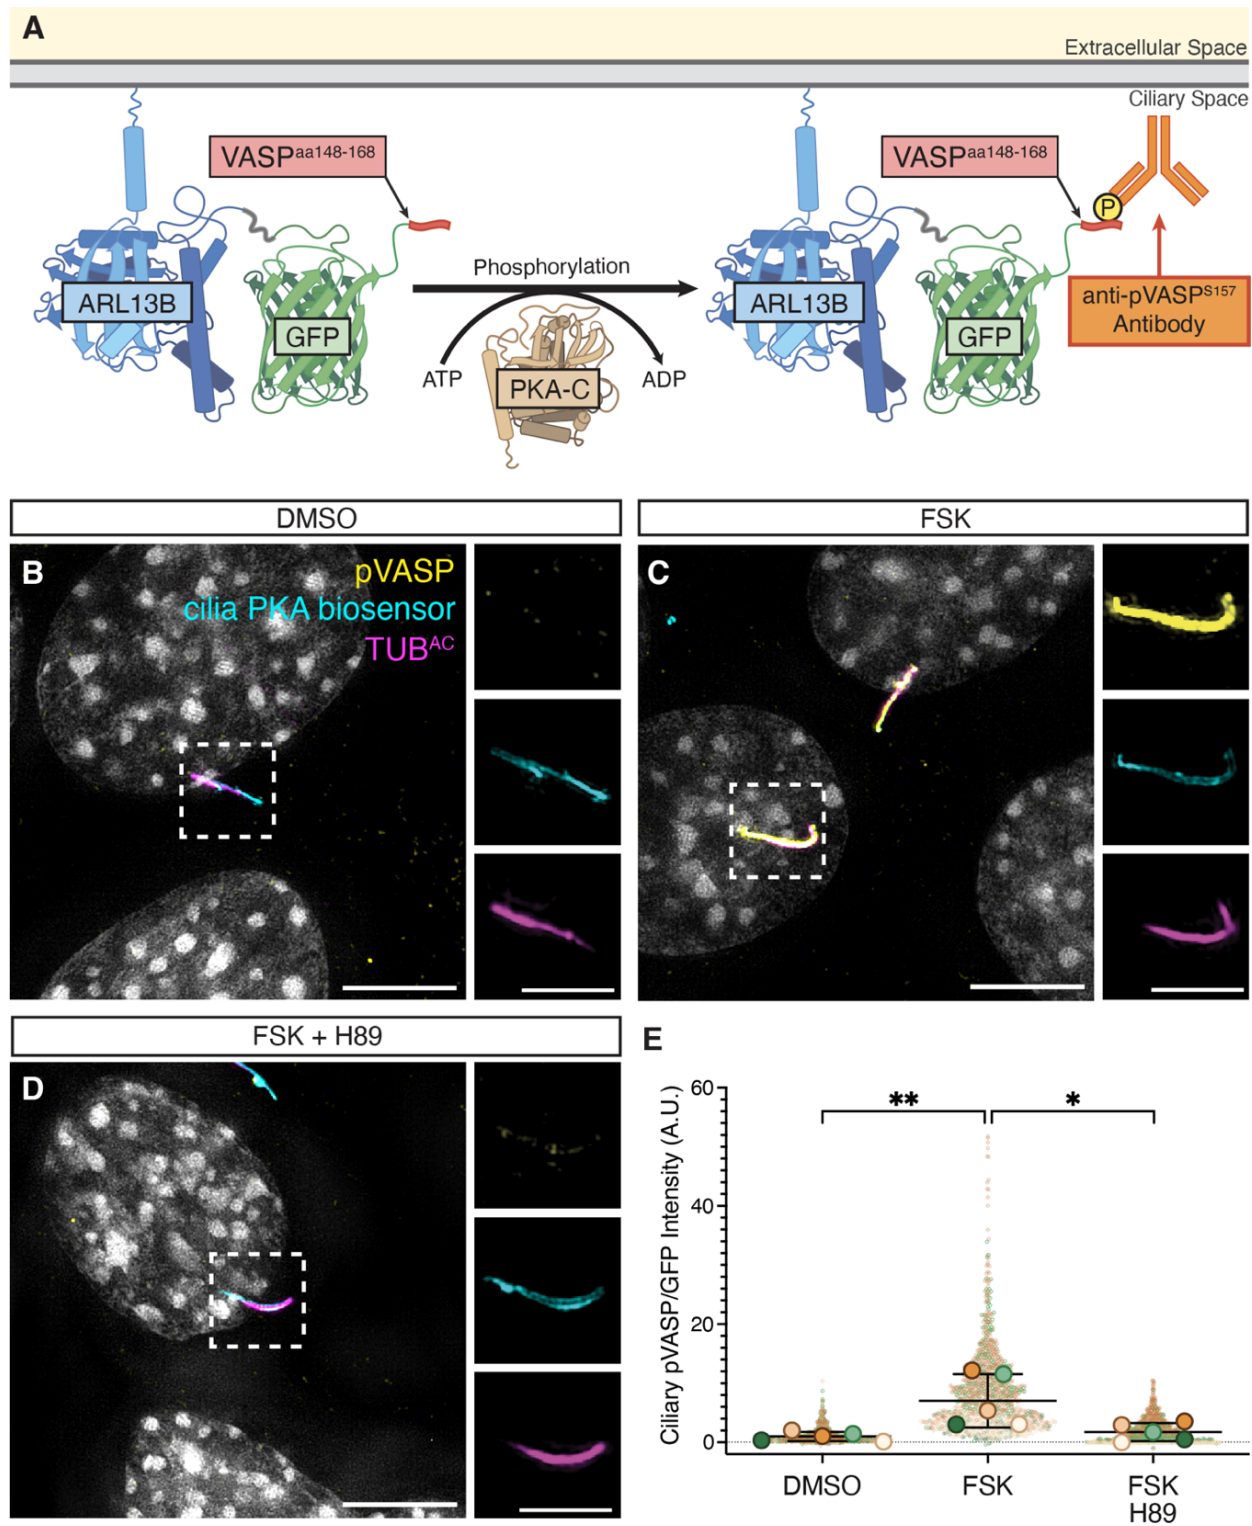 A
Extracellular Space
Ciliary Space
VASPaa148-168
VASPaa148-168
P
Phosphorylation
ARL13B
GFP
ATP
PKA-C
ADP
ARL13B
GFP
anti-pVASPS157
Antibody
DMSO
FSK
B
pVASP
cilia PKA biosensor
TUBAC
C
FSK + H89
D
E
Ciliary pVASP/GFP Intensity (A.U.)
60
40
20
0
**
*
DMSO
FSK
FSK
H89